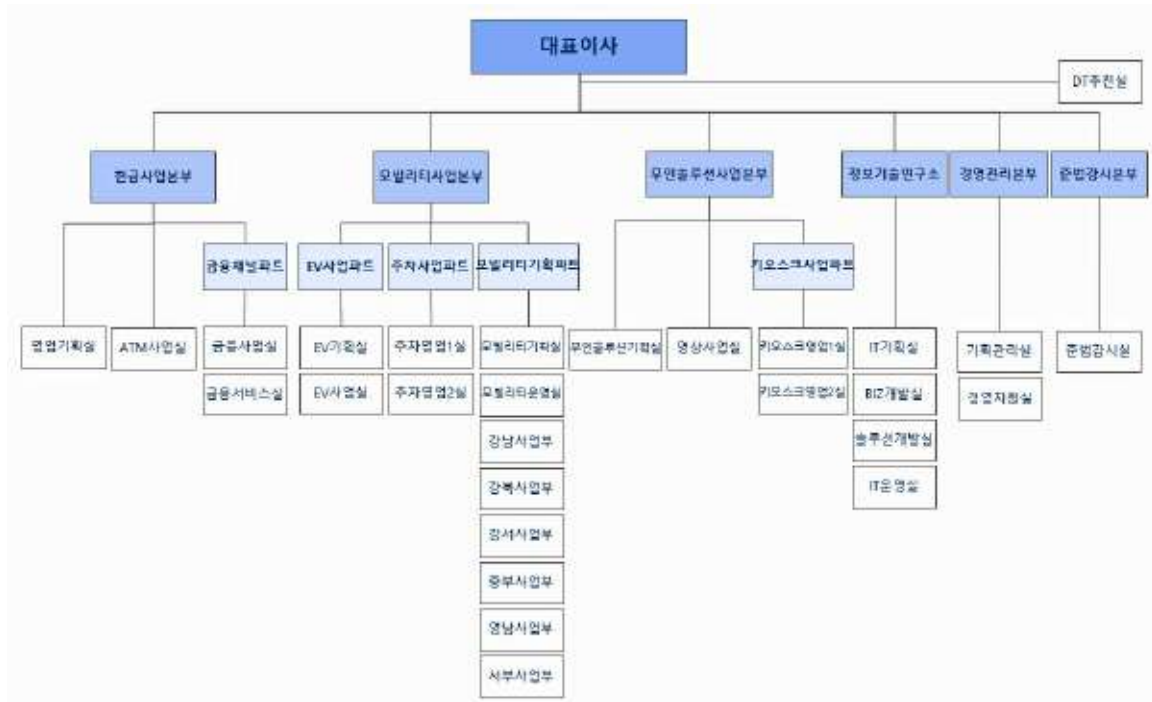 대표이사
DT추진실
현금사업본부
모빌리티사업본부
무인솔루션사업본부
정보기술연구소
경영관리본부
준법감시본부
금융채널파트
EV사업파트
주차사업파트
모빌리티기획파트
키오스크사업파트
영업기획실
ATM사업실
금융사업실
EV기획실
주차영업1실
모빌리티기획실
무인솔루션기획실
영상사업실
키오스크영업1실
IT기획실
기획관리실
준법감시실
금융서비스실
EV사업실
주차영업2실
모빌리티운영실
키오스크영업2실
BIZ개발실
경영지원실
강남사업부
솔루션개발실
강북사업부
IT운영실
강서사업부
중부사업부
영남사업부
서부사업부